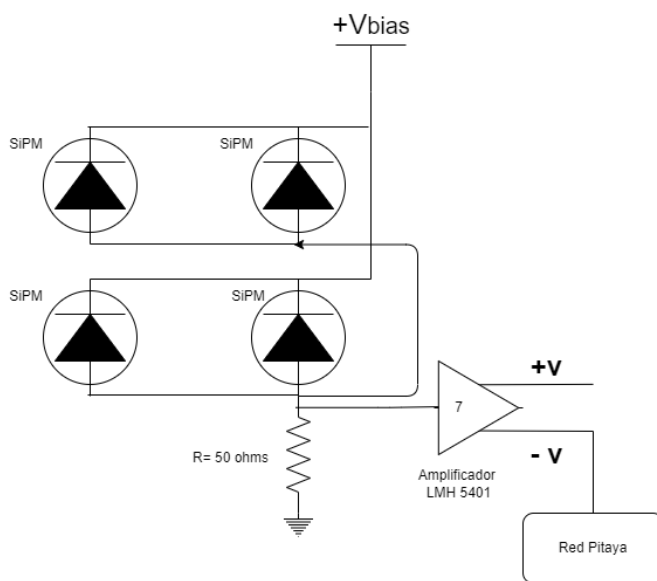 +Vbias
SiPM
SiPM
SiPM
SiPM
+v
7
- v
R= 50 ohms
Amplificador
LMH 5401
Red Pitaya